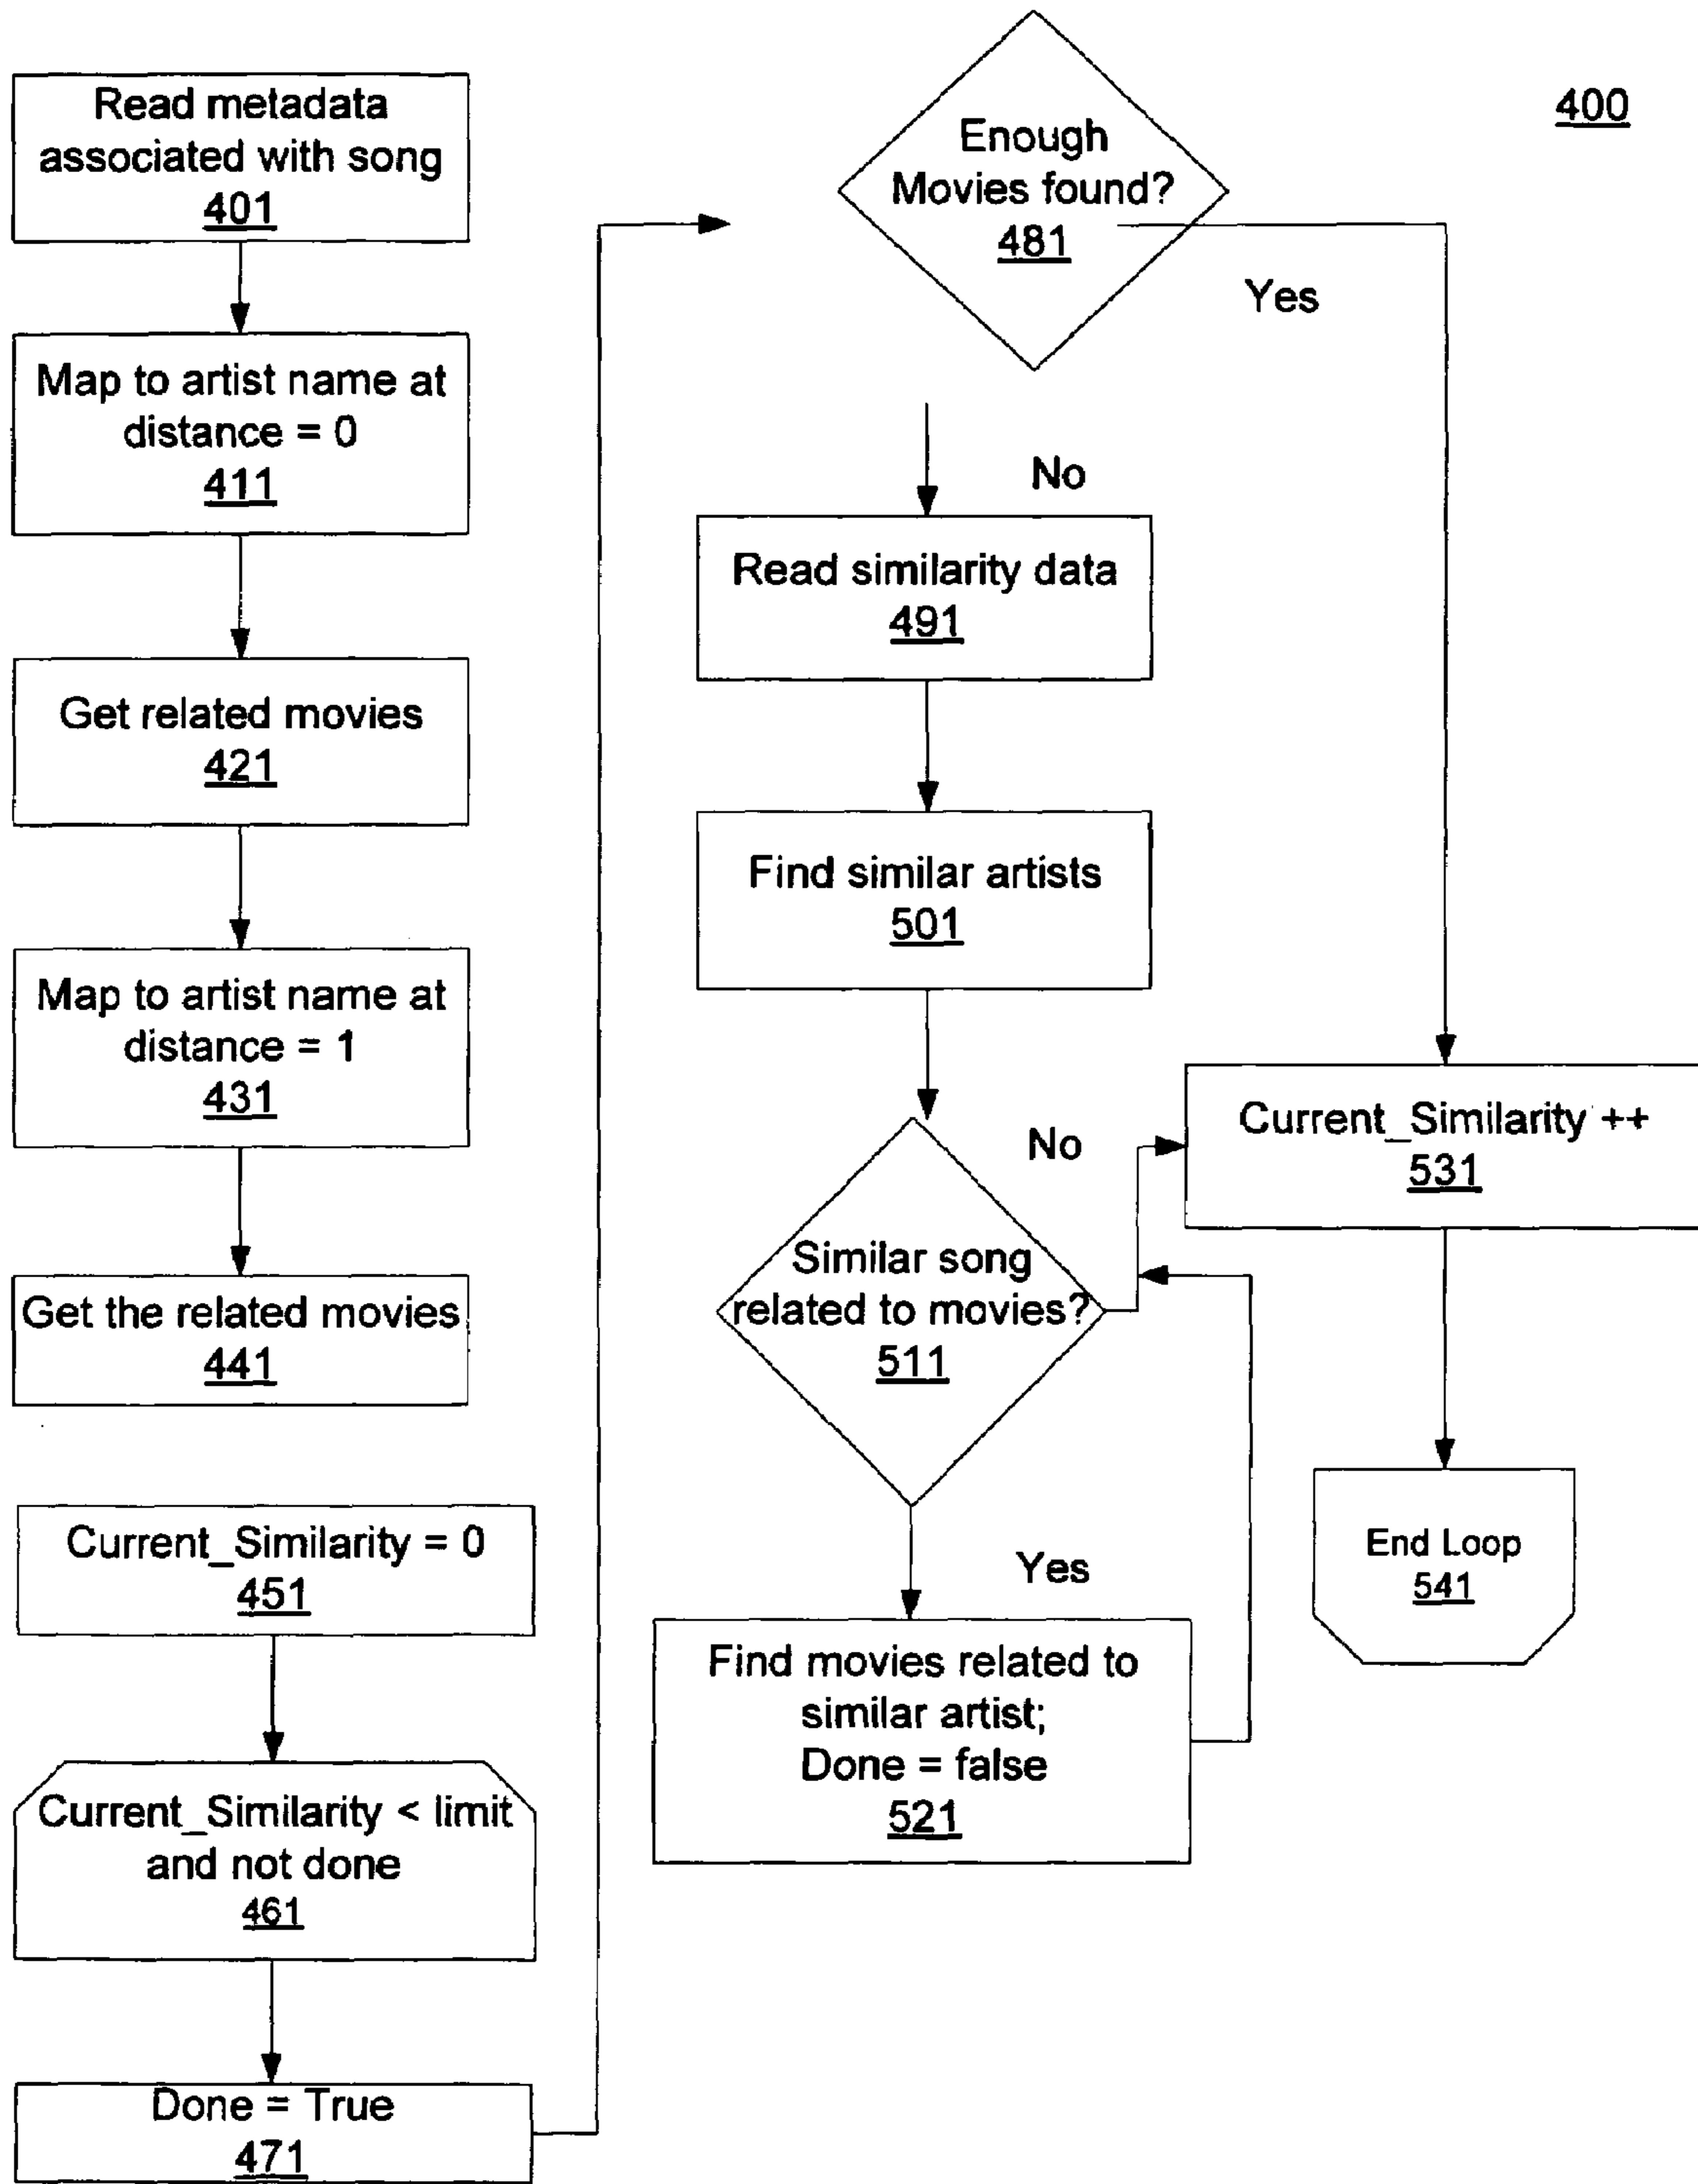 400
Read metadata
associated with song
401
Map to artist name at
distance = 0
411
Get related movies
421
Map to artist name at
distance = 1
431
Get the related movies
441
Current_Similarity = 0
451
Current_Similarity < limit
and not done
461
Done = True
471
Enough
Movies found?
481
Yes
No
Read similarity data
491
Find similar artists
501
Similar song
related to movies?
511
No
Yes
Find movies related to
similar artist;
Done = false
521
Current_Similarity ++
531
End Loop
541